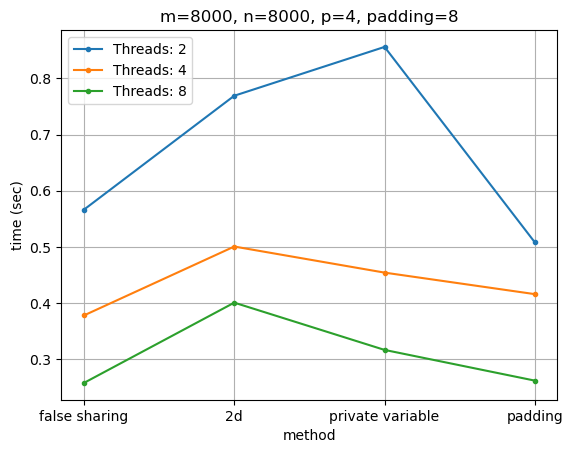 m=8000, n=8000, p=4, padding=8
Threads: 2
Threads: 4
Threads: 8
time (sec)
0.8
0.7
0.6
0.5
0.4
0.3
false sharing 2d private variable padding
method